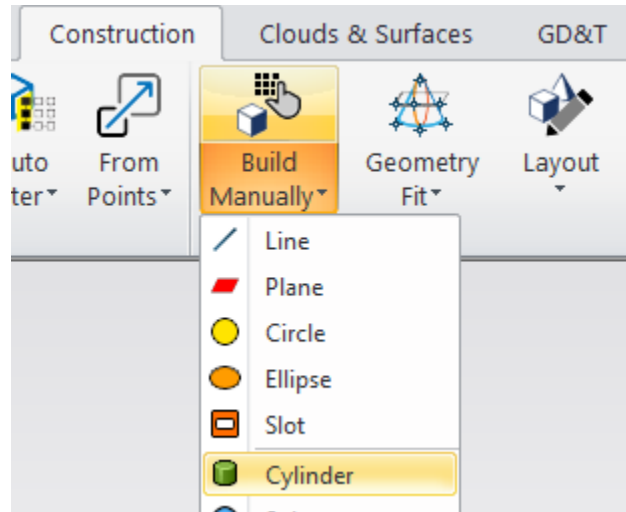 Construction Clouds & Surfaces GD&T
uto From Build Geometry Layout
ter Points Manually Fit
Line
Plane
Circle
Ellipse
Slot
Cylinder